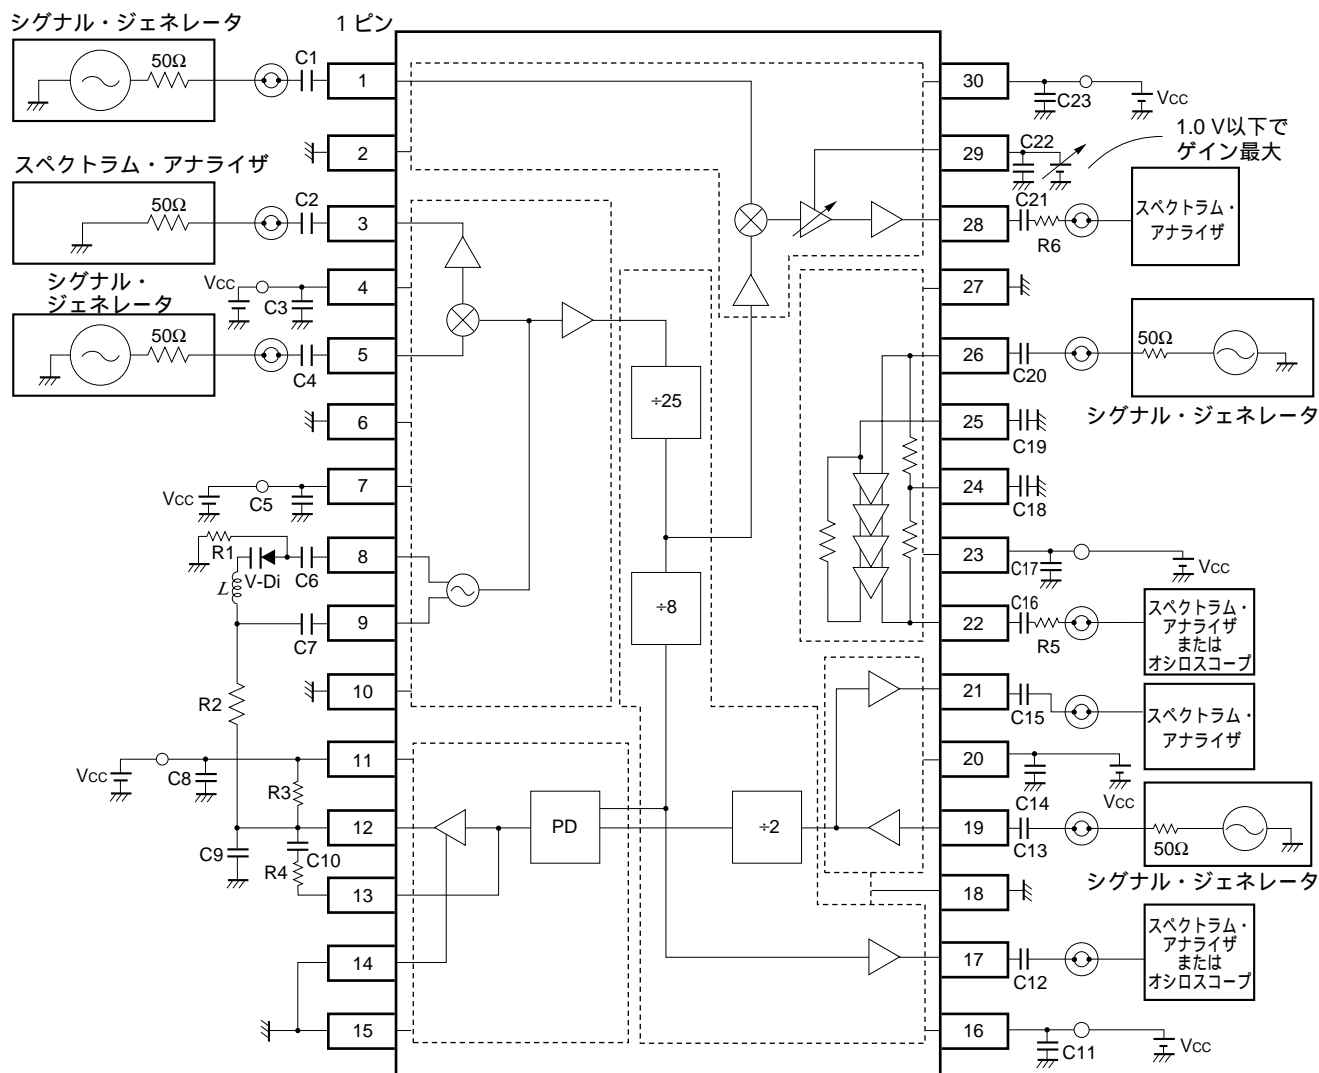 シグナル・ジェネレータ
50Ω
C1
1 ピン
1
2
スペクトラム・アナライザ
50Ω
C2
3
シグナル・
ジェネレータ
VCC
C3
4
50Ω
C4
5
6
VCC
C5
7
R1
V-Di
C6
8
L
C7
9
R2
10
VCC
C8
11
R3
12
C9
C10
R4
13
14
15
÷25
÷8
PD
÷2
30
C23
VCC
1.0 V以下で
ゲイン最大
29
C22
C21
28
R6
スペクトラム・
アナライザ
27
26
C20
50Ω
シグナル・ジェネレータ
25
C19
24
C18
23
C17
VCC
C16
22
R5
スペクトラム・
アナライザ
または
オシロスコープ
21
C15
スペクトラム・
アナライザ
20
C14
VCC
19
C13
50Ω
シグナル・ジェネレータ
18
17
C12
スペクトラム・
アナライザ
または
オシロスコープ
16
C11
VCC